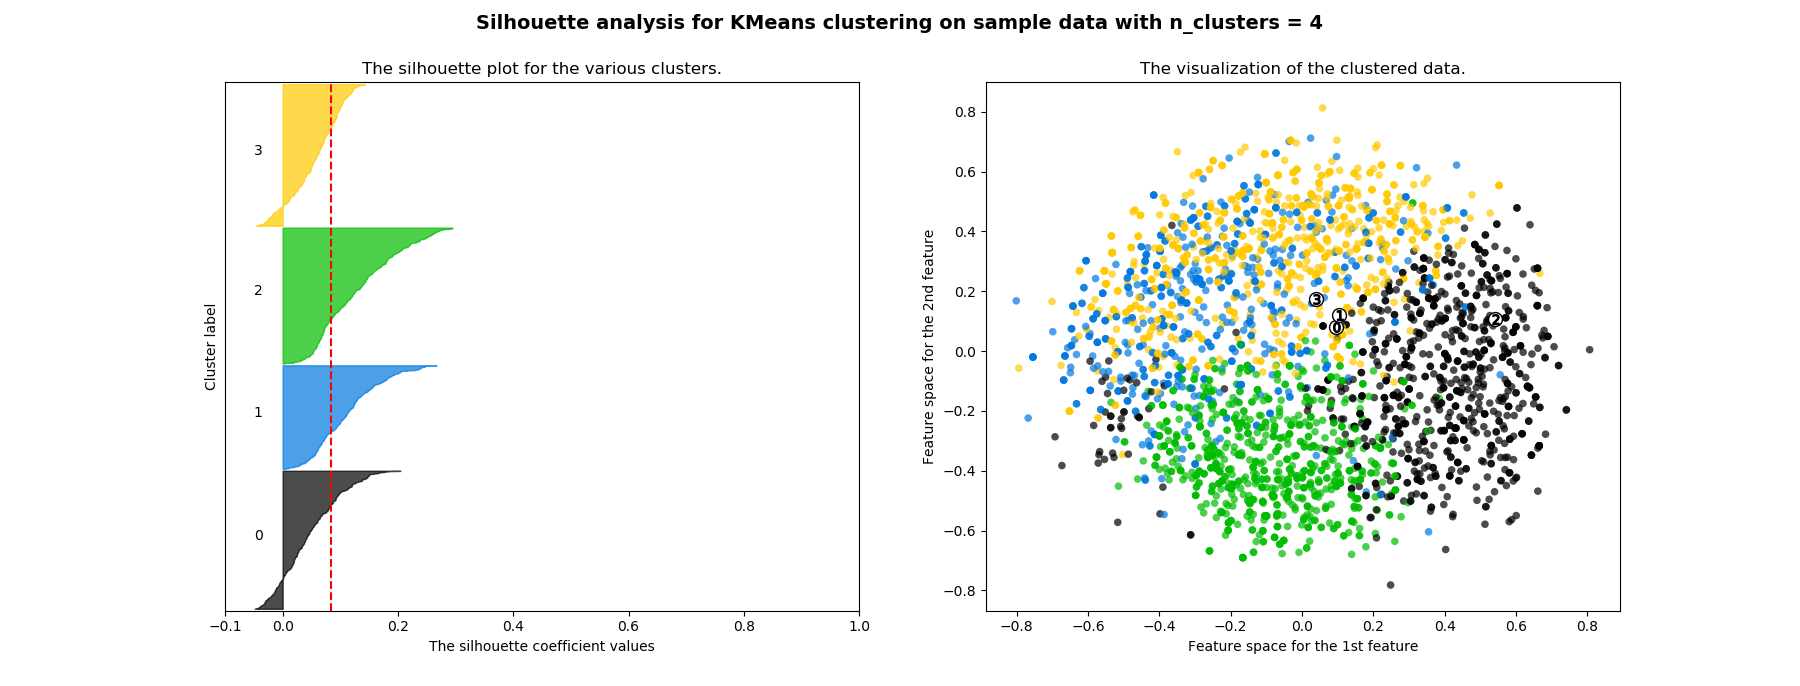 Silhouette analysis for KMeans clustering on sample data with n_clusters = 4
The silhouette plot for the various clusters.
3
2
1
0
Cluster label
−0.1 0.0 0.2 0.4 0.6 0.8 1.0
The silhouette coefficient values
The visualization of the clustered data.
0.8
0.6
0.4
0.2
0.0
−0.2
−0.4
−0.6
−0.8
Feature space for the 2nd feature
3
1
0
2
−0.8 −0.6 −0.4 −0.2 0.0 0.2 0.4 0.6 0.8
Feature space for the 1st feature